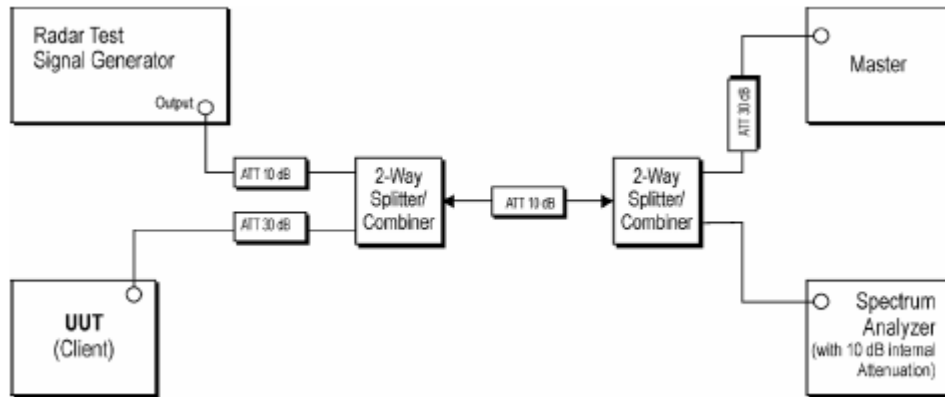 Radar Test
Signal Generator
Output
Master
ATT 30 dB
ATT 10 dB
2-Way
Splitter/
Combiner
ATT 10 dB
2-Way
Splitter/
Combiner
ATT 30 dB
UUT
(Client)
Spectrum
Analyzer
(with 10 dB internal
Attenuation)